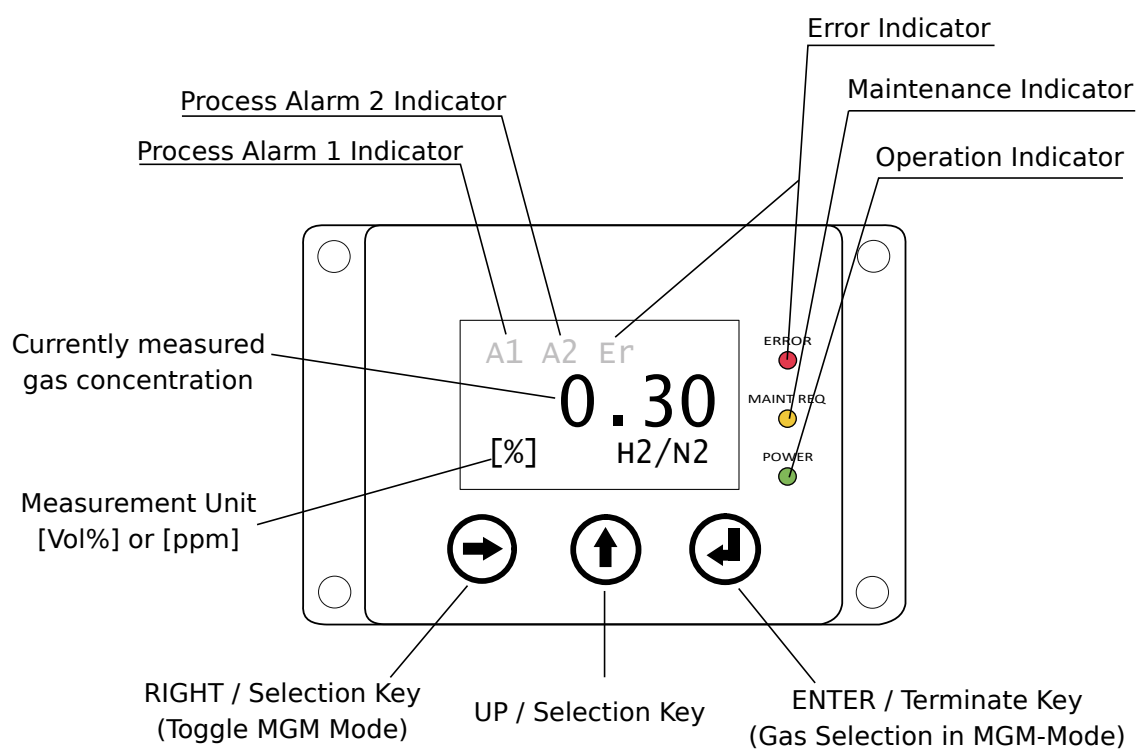 Error Indicator
Maintenance Indicator
Process Alarm 2 Indicator
Process Alarm 1 Indicator
Operation Indicator
A1 A2 Er
ERROR
Currently measured
gas concentration
0.30
MAINT REQ
[%] H2/N2
POWER
Measurement Unit
[Vol%] or [ppm]
RIGHT / Selection Key
(Toggle MGM Mode)
UP / Selection Key
ENTER / Terminate Key
(Gas Selection in MGM-Mode)